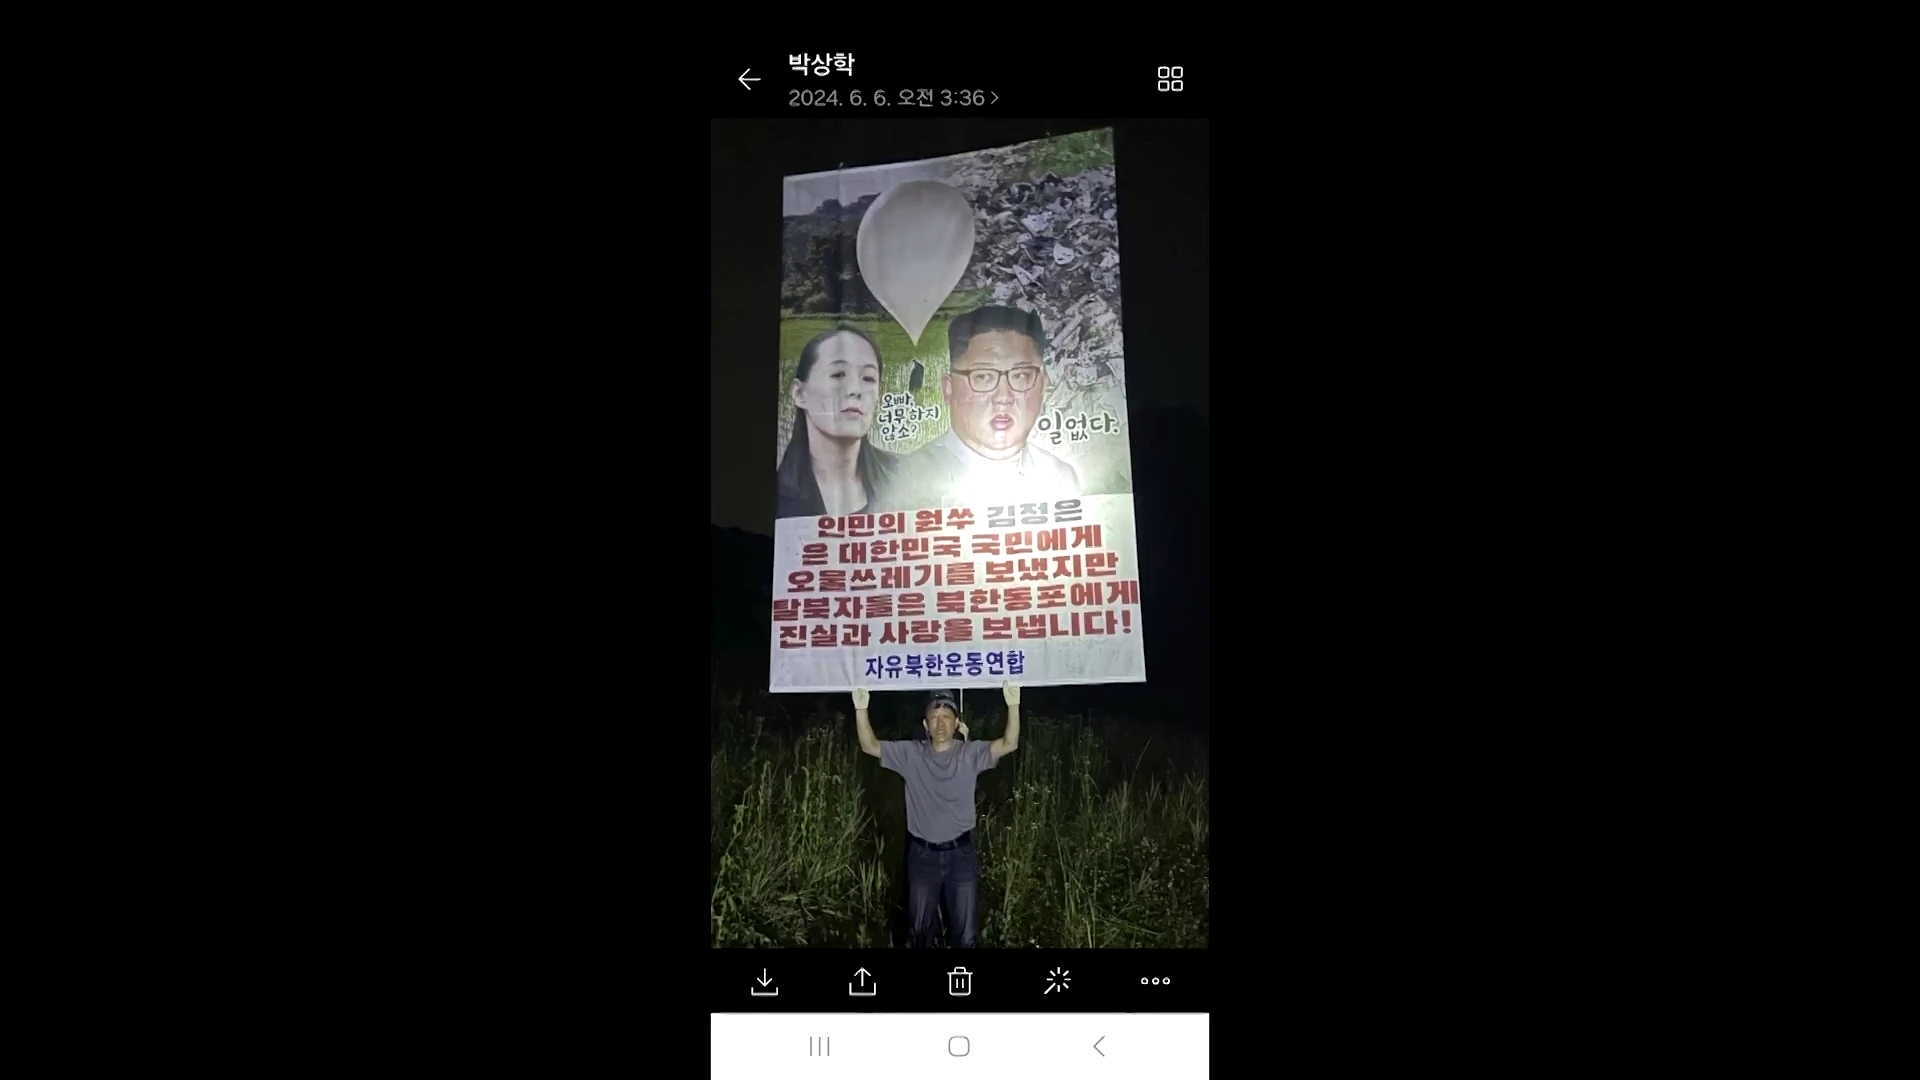 박상학
2024. 6. 6. 오전 3:36
오빠,
너무하지
않소?
일없다.
인민의 원쑤 김정은
은 대한민국 국민에게
오물쓰레기를 보냈지만
탈북자들은 북한동포에게
진실과 사랑을 보냅니다!
자유북한운동연합